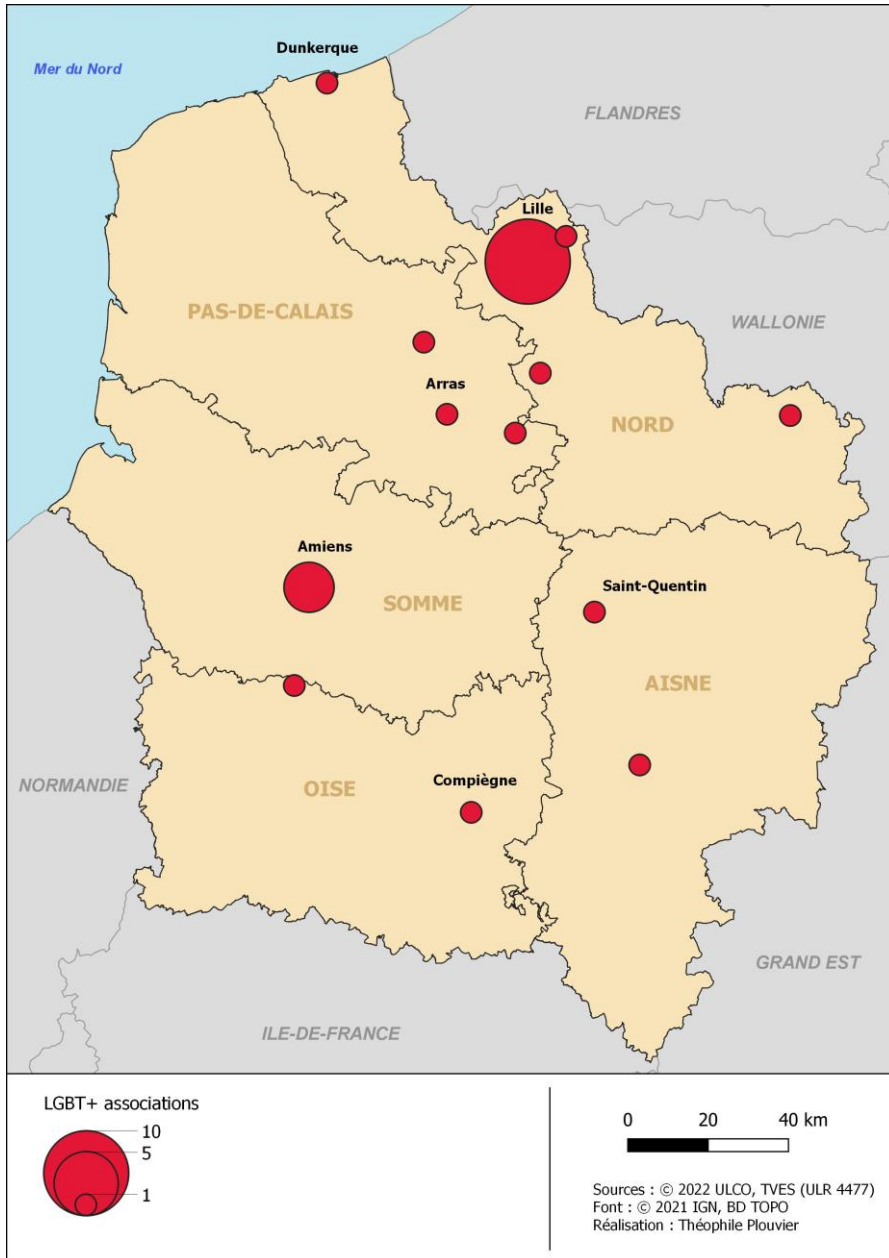 Dunkerque
Mer du Nord
FLANDRES
Lille
PAS-DE-CALAIS
WALLONIE
Arras
NORD
Amiens
Saint-Quentin
SOMME
AISNE
NORMANDIE
OISE
Compiègne
GRAND EST
ILE-DE-FRANCE
LGBT+ associations
10
5
1
0 20 40 km
Sources : © 2022 ULCO, TVES (ULR 4477)
Font : © 2021 IGN, BD TOPO
Réalisation : Théophile Plouvier